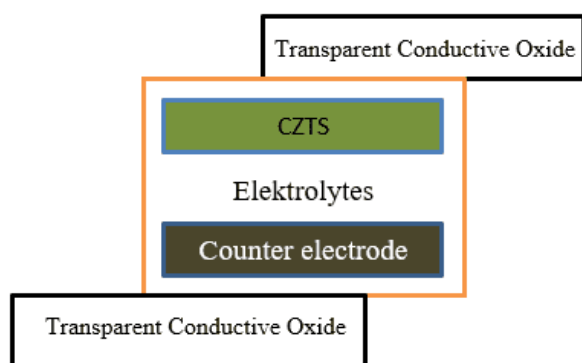 Transparent Conductive Oxide
CZTS
Elektrolytes
Counter electrode
Transparent Conductive Oxide